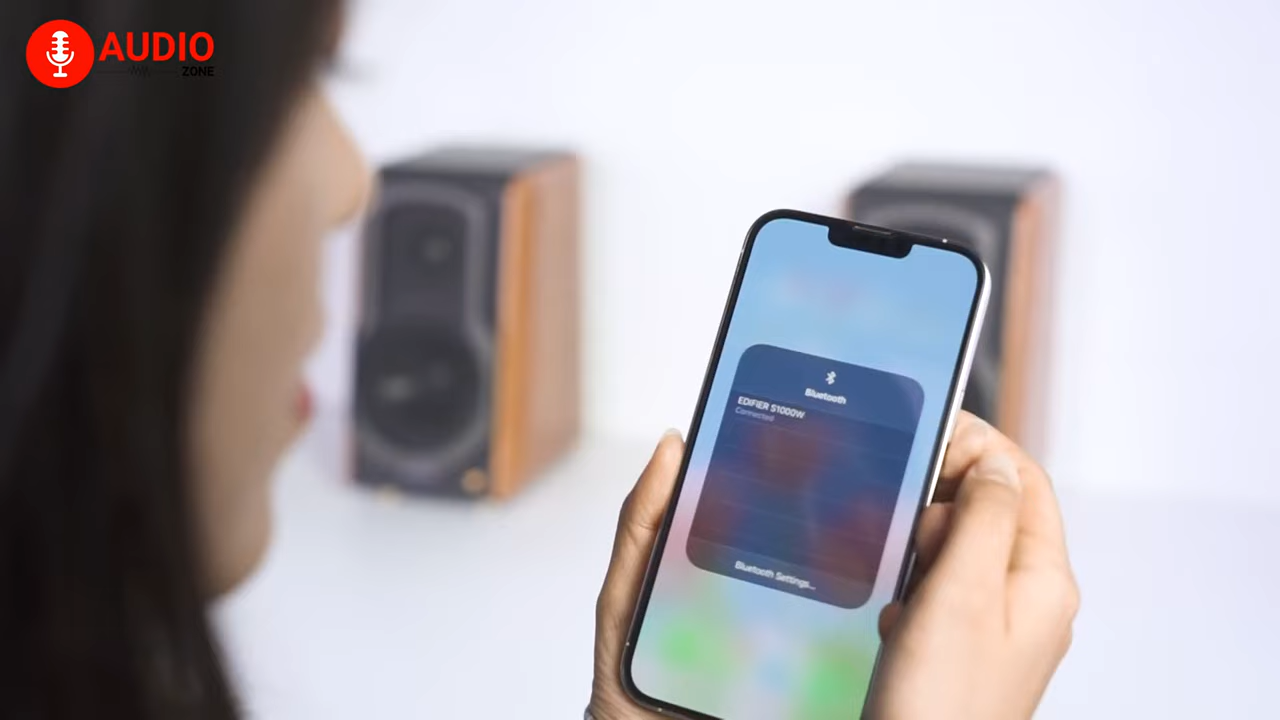 AUDIO
ZONE
Bluetooth
EDIFIER S1000W
Connected
Bluetooth Settings...